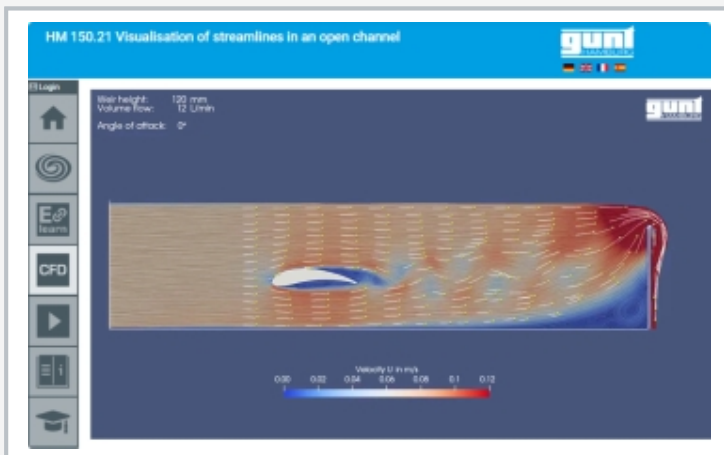 HM 150.21 Visualisation of streamlines in an open channel
gunt
HAMBURG
Login
Weir height: 120 mm
Volume flow: 12 L/min
Angle of attack: 0°
gunt
E
learn
CFD
i
Velocity U in m/s
0.00 0.02 0.04 0.06 0.08 0.1 0.12